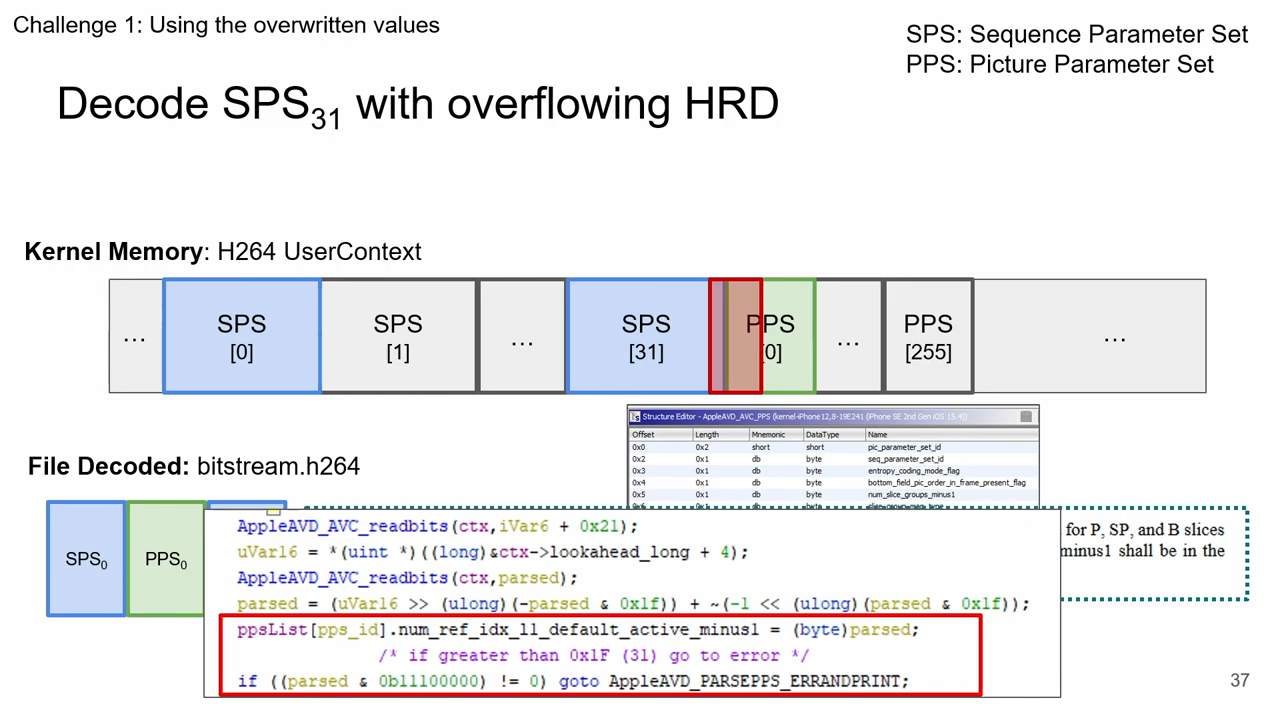 Challenge 1: Using the overwritten values
SPS: Sequence Parameter Set
PPS: Picture Parameter Set
Decode SPS31 with overflowing HRD
Kernel Memory: H264 UserContext
...
SPS
[0]
SPS
[1]
...
SPS
[31]
PPS
[0]
...
PPS
[255]
...
Structure Editor - AppleAVD_AVC_PPS (kernel-iPhone12,8-19E241 (iPhone SE 2nd Gen iOS 15.4))
Offset Length Mnemonic DataType Name
0x0 0x2 short short pic_parameter_set_id
0x2 0x1 db byte seq_parameter_set_id
0x3 0x1 db byte entropy_coding_mode_flag
0x4 0x1 db byte bottom_field_pic_order_in_frame_present_flag
0x5 0x1 db byte num_slice_groups_minus1
0x6 0x1 db byte
File Decoded: bitstream.h264
SPS0
PPS0
for P, SP, and B slices
minus1 shall be in the
AppleAVD_AVC_readbits(ctx,iVar6 + 0x21);
uVar16 = *(uint *)((long)&ctx->lookahead_long + 4);
AppleAVD_AVC_readbits(ctx,parsed);
parsed = (uVar16 >> (ulong)(-parsed & 0x1f)) + ~(-1 << (ulong)(parsed & 0x1f));
ppsList[pps_id].num_ref_idx_l1_default_active_minus1 = (byte)parsed;
/* if greater than 0x1F (31) go to error */
if ((parsed & 0b11100000) != 0) goto AppleAVD_PARSEPPS_ERRANDPRINT;
37